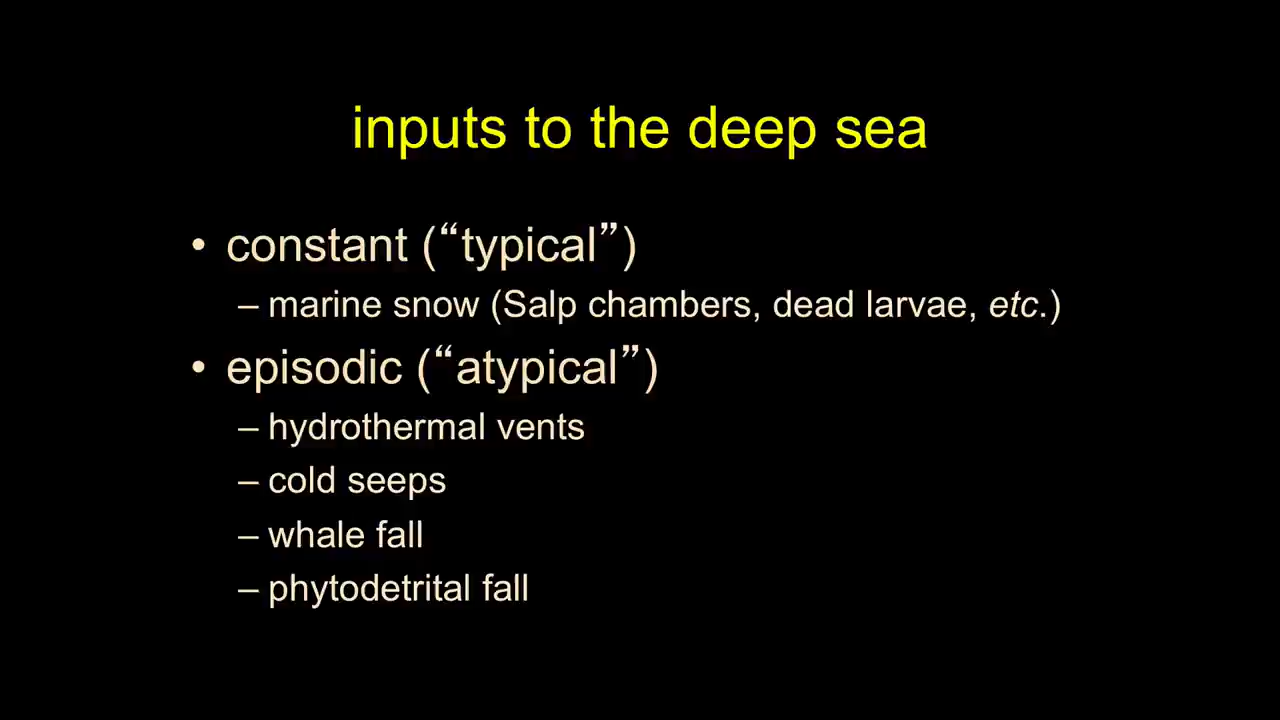 inputs to the deep sea
• constant (“typical”)
– marine snow (Salp chambers, dead larvae, etc.)
• episodic (“atypical”)
– hydrothermal vents
– cold seeps
– whale fall
– phytodetrital fall